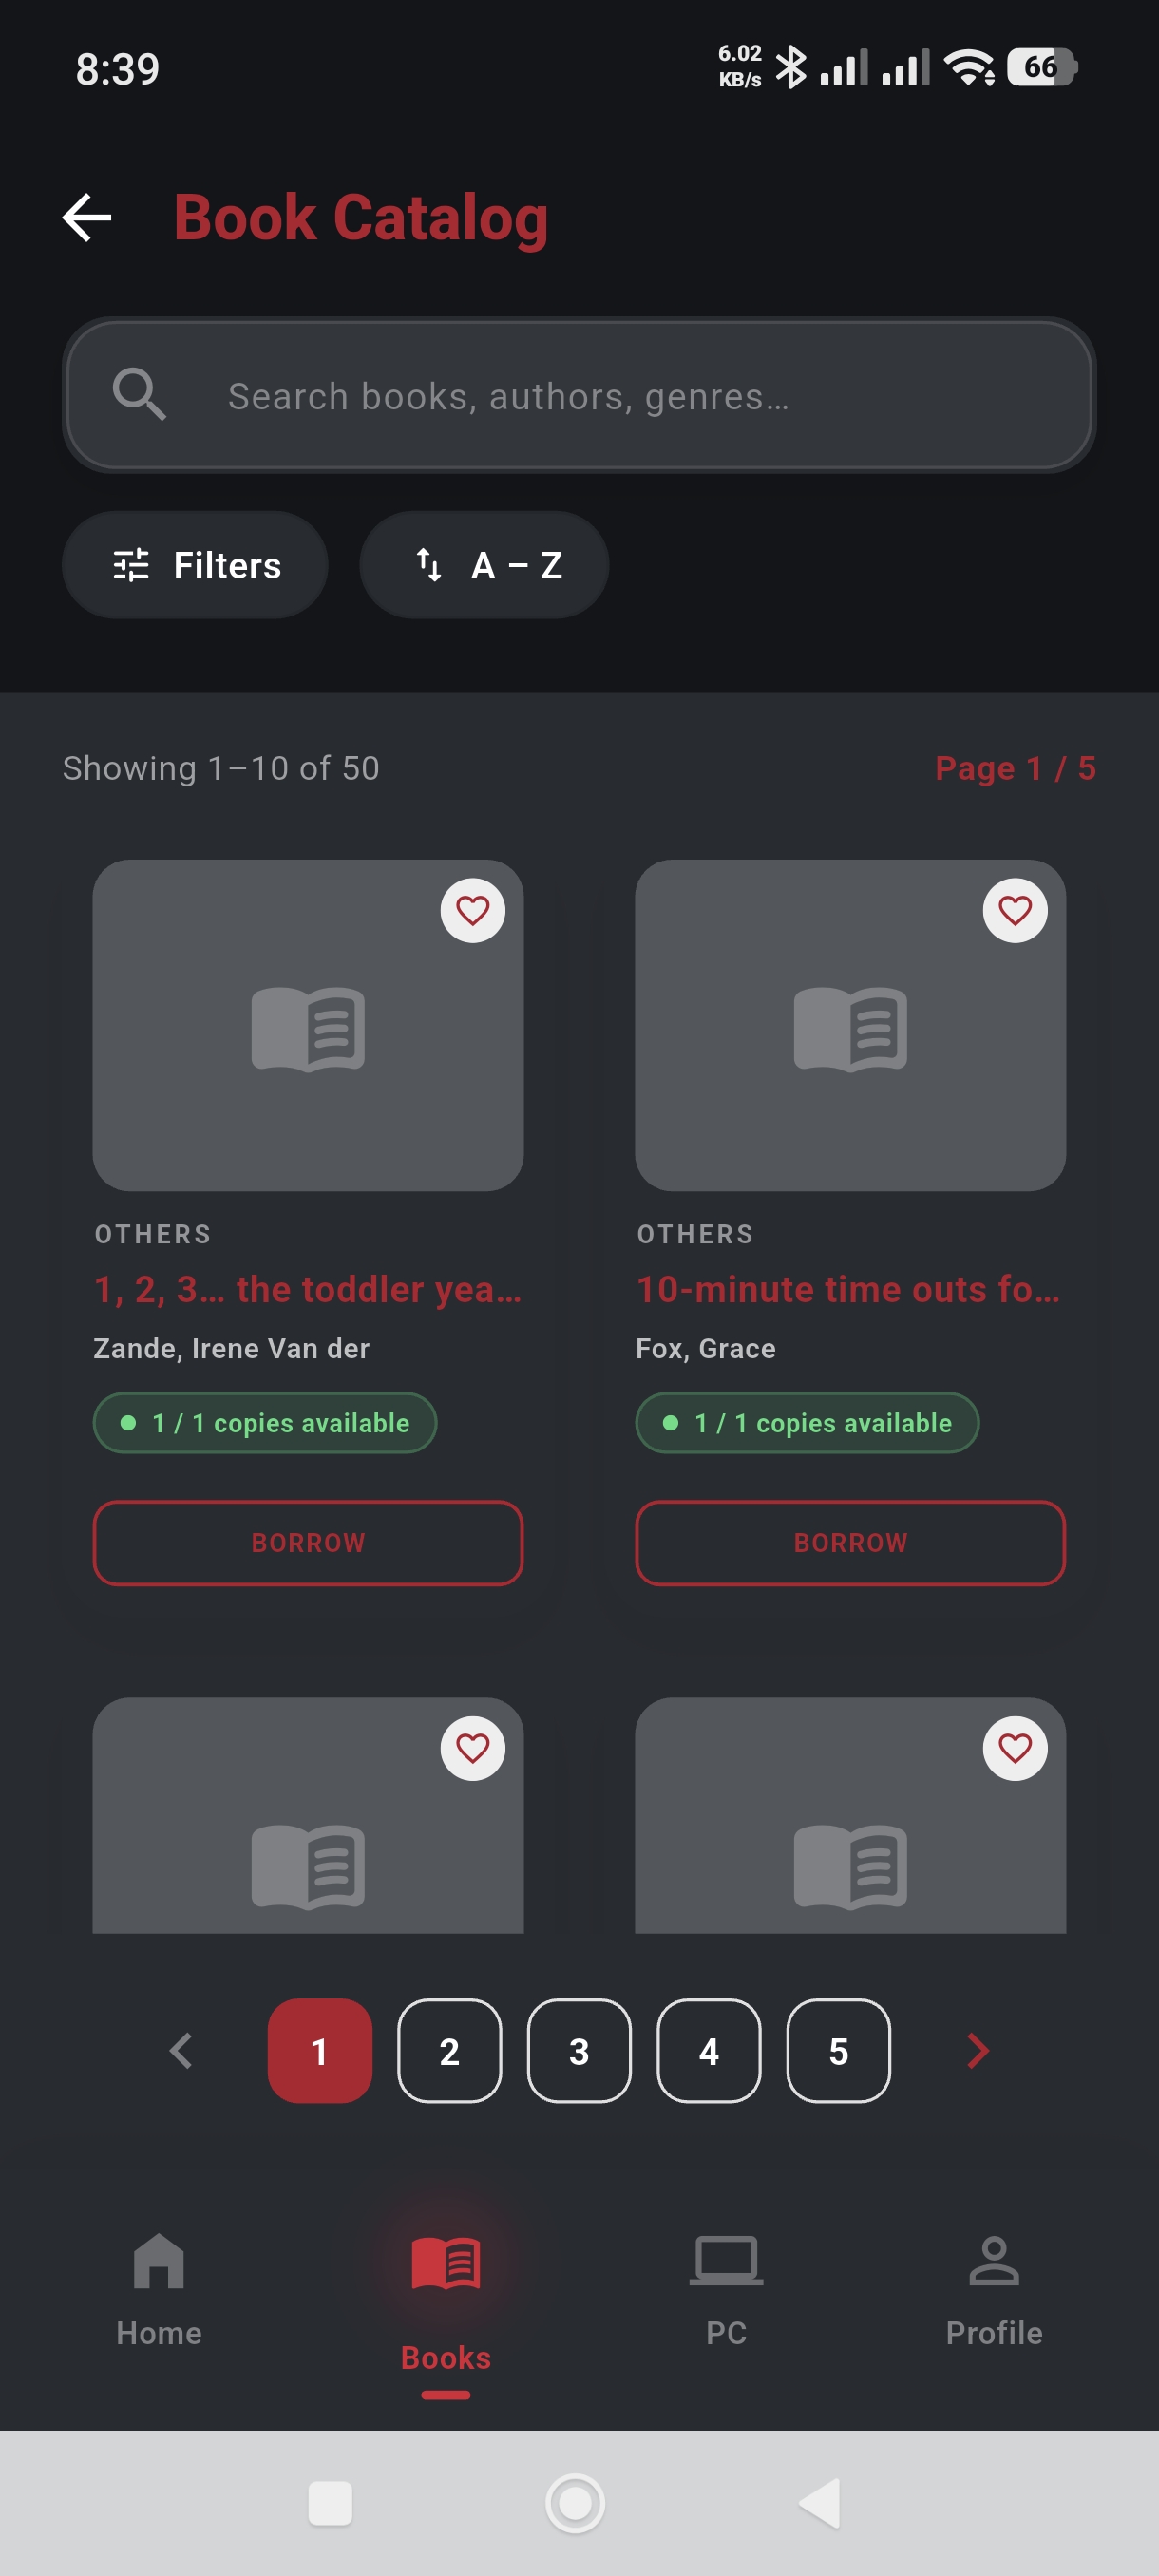 8:39
6.02
KB/s
66
Book Catalog
Search books, authors, genres…
Filters
A – Z
Showing 1–10 of 50
Page 1 / 5
OTHERS
1, 2, 3… the toddler yea…
Zande, Irene Van der
1 / 1 copies available
BORROW
OTHERS
10-minute time outs fo…
Fox, Grace
1 / 1 copies available
BORROW
1 2 3 4 5
Home
Books
PC
Profile